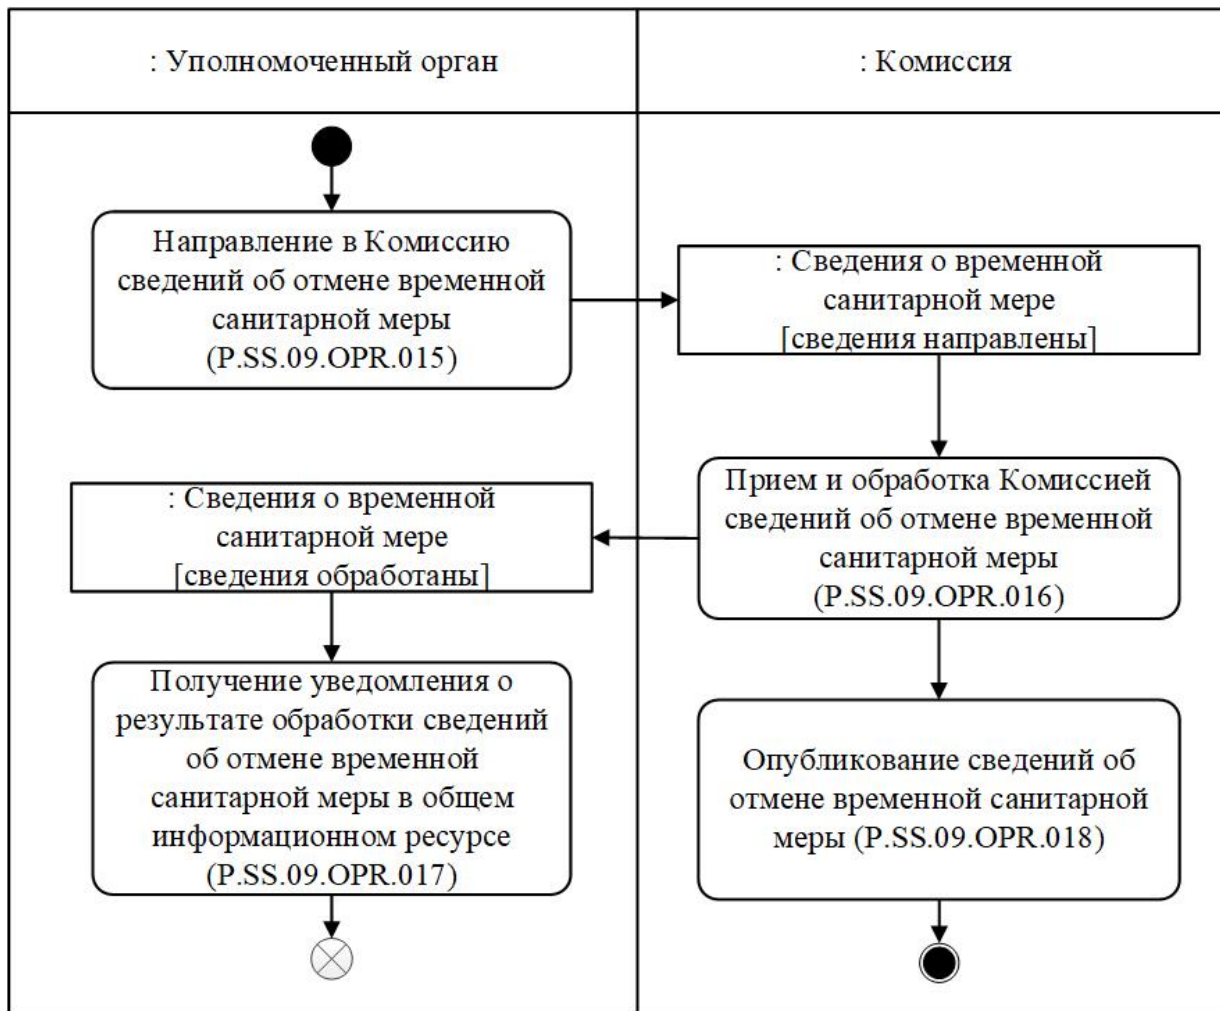 : Уполномоченный орган
: Комиссия
Направление в Комиссию
сведений об отмене временной
санитарной меры
(P.SS.09.OPR.015)
: Сведения о временной
санитарной мере
[сведения направлены]
Прием и обработка Комиссией
сведений об отмене временной
санитарной меры
(P.SS.09.OPR.016)
: Сведения о временной
санитарной мере
[сведения обработаны]
Получение уведомления о
результате обработки сведений
об отмене временной
санитарной меры в общем
информационном ресурсе
(P.SS.09.OPR.017)
Опубликование сведений об
отмене временной санитарной
меры (P.SS.09.OPR.018)